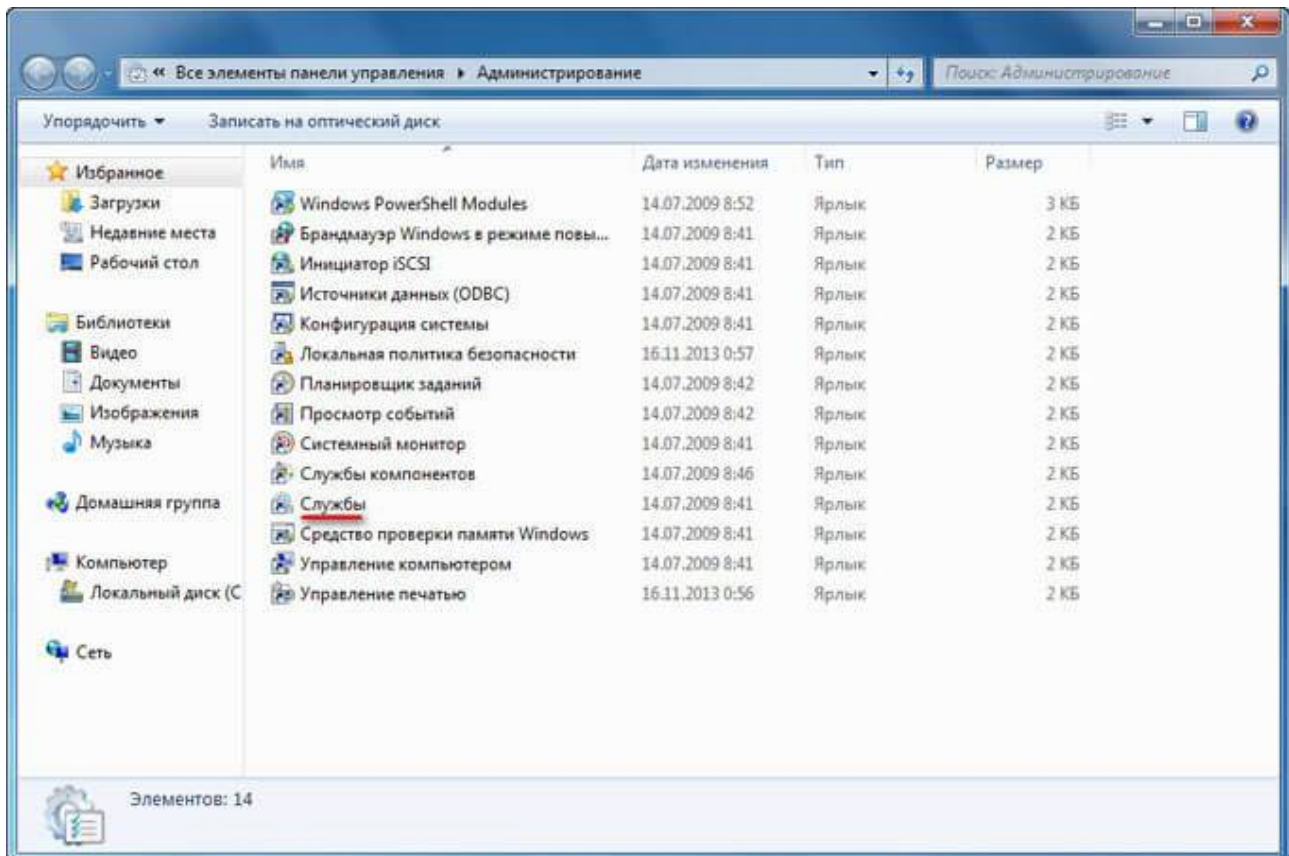 « Все элементы панели управления ▸ Администрирование
Поиск: Администрирование
Упорядочить Записать на оптический диск
Имя Дата изменения Тип Размер
Избранное
Загрузки
Недавние места
Рабочий стол
Библиотеки
Видео
Документы
Изображения
Музыка
Домашняя группа
Компьютер
Локальный диск (C
Сеть
Windows PowerShell Modules 14.07.2009 8:52 Ярлык 3 КБ
Брандмауэр Windows в режиме повы... 14.07.2009 8:41 Ярлык 2 КБ
Инициатор iSCSI 14.07.2009 8:41 Ярлык 2 КБ
Источники данных (ODBC) 14.07.2009 8:41 Ярлык 2 КБ
Конфигурация системы 14.07.2009 8:41 Ярлык 2 КБ
Локальная политика безопасности 16.11.2013 0:57 Ярлык 2 КБ
Планировщик заданий 14.07.2009 8:42 Ярлык 2 КБ
Просмотр событий 14.07.2009 8:42 Ярлык 2 КБ
Системный монитор 14.07.2009 8:41 Ярлык 2 КБ
Службы компонентов 14.07.2009 8:46 Ярлык 2 КБ
Службы 14.07.2009 8:41 Ярлык 2 КБ
Средство проверки памяти Windows 14.07.2009 8:41 Ярлык 2 КБ
Управление компьютером 14.07.2009 8:41 Ярлык 2 КБ
Управление печатью 16.11.2013 0:56 Ярлык 2 КБ
Элементов: 14